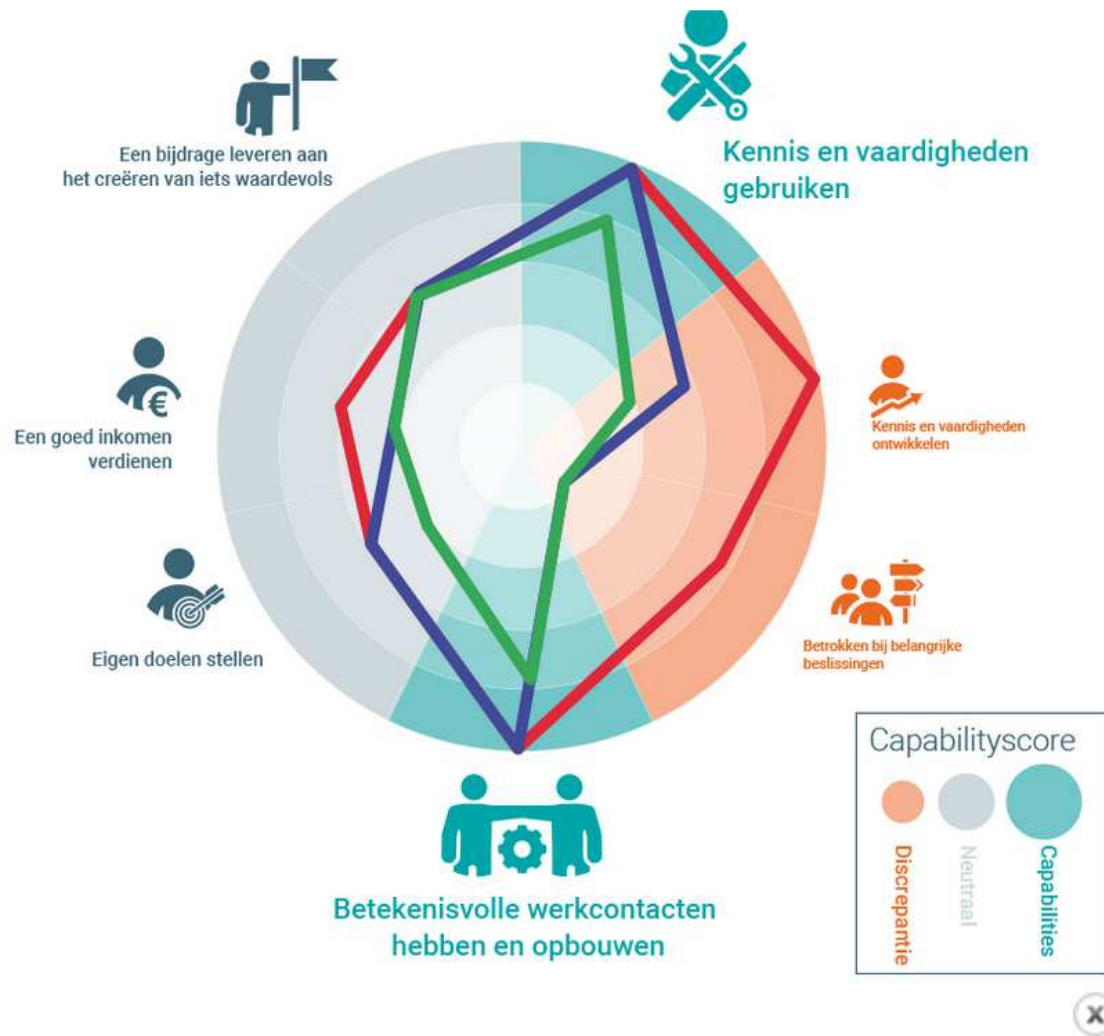 Een bijdrage leveren aan
het creëren van iets waardevols
Kennis en vaardigheden
gebruiken
Een goed inkomen
verdienen
€
Kennis en vaardigheden
ontwikkelen
Eigen doelen stellen
Betrokken bij belangrijke
beslissingen
Betekenisvolle werkcontacten
hebben en opbouwen
Capabilityscore
Discrepantie
Neutraal
Capabilities
X